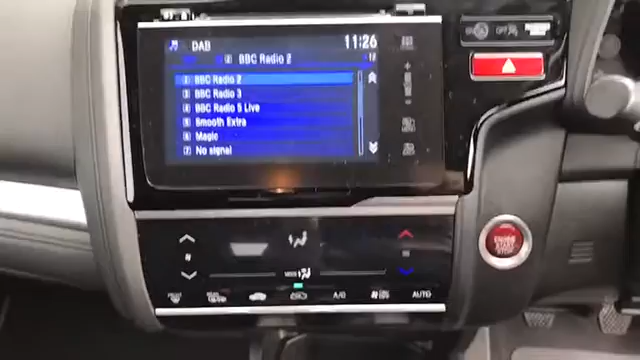 DAB
11:26
2 BBC Radio 2
1 BBC Radio 2
3 BBC Radio 3
4 BBC Radio 5 Live
5 Smooth Extra
6 Magic
7 No signal
ENGINE
START
STOP
A/C
AUTO